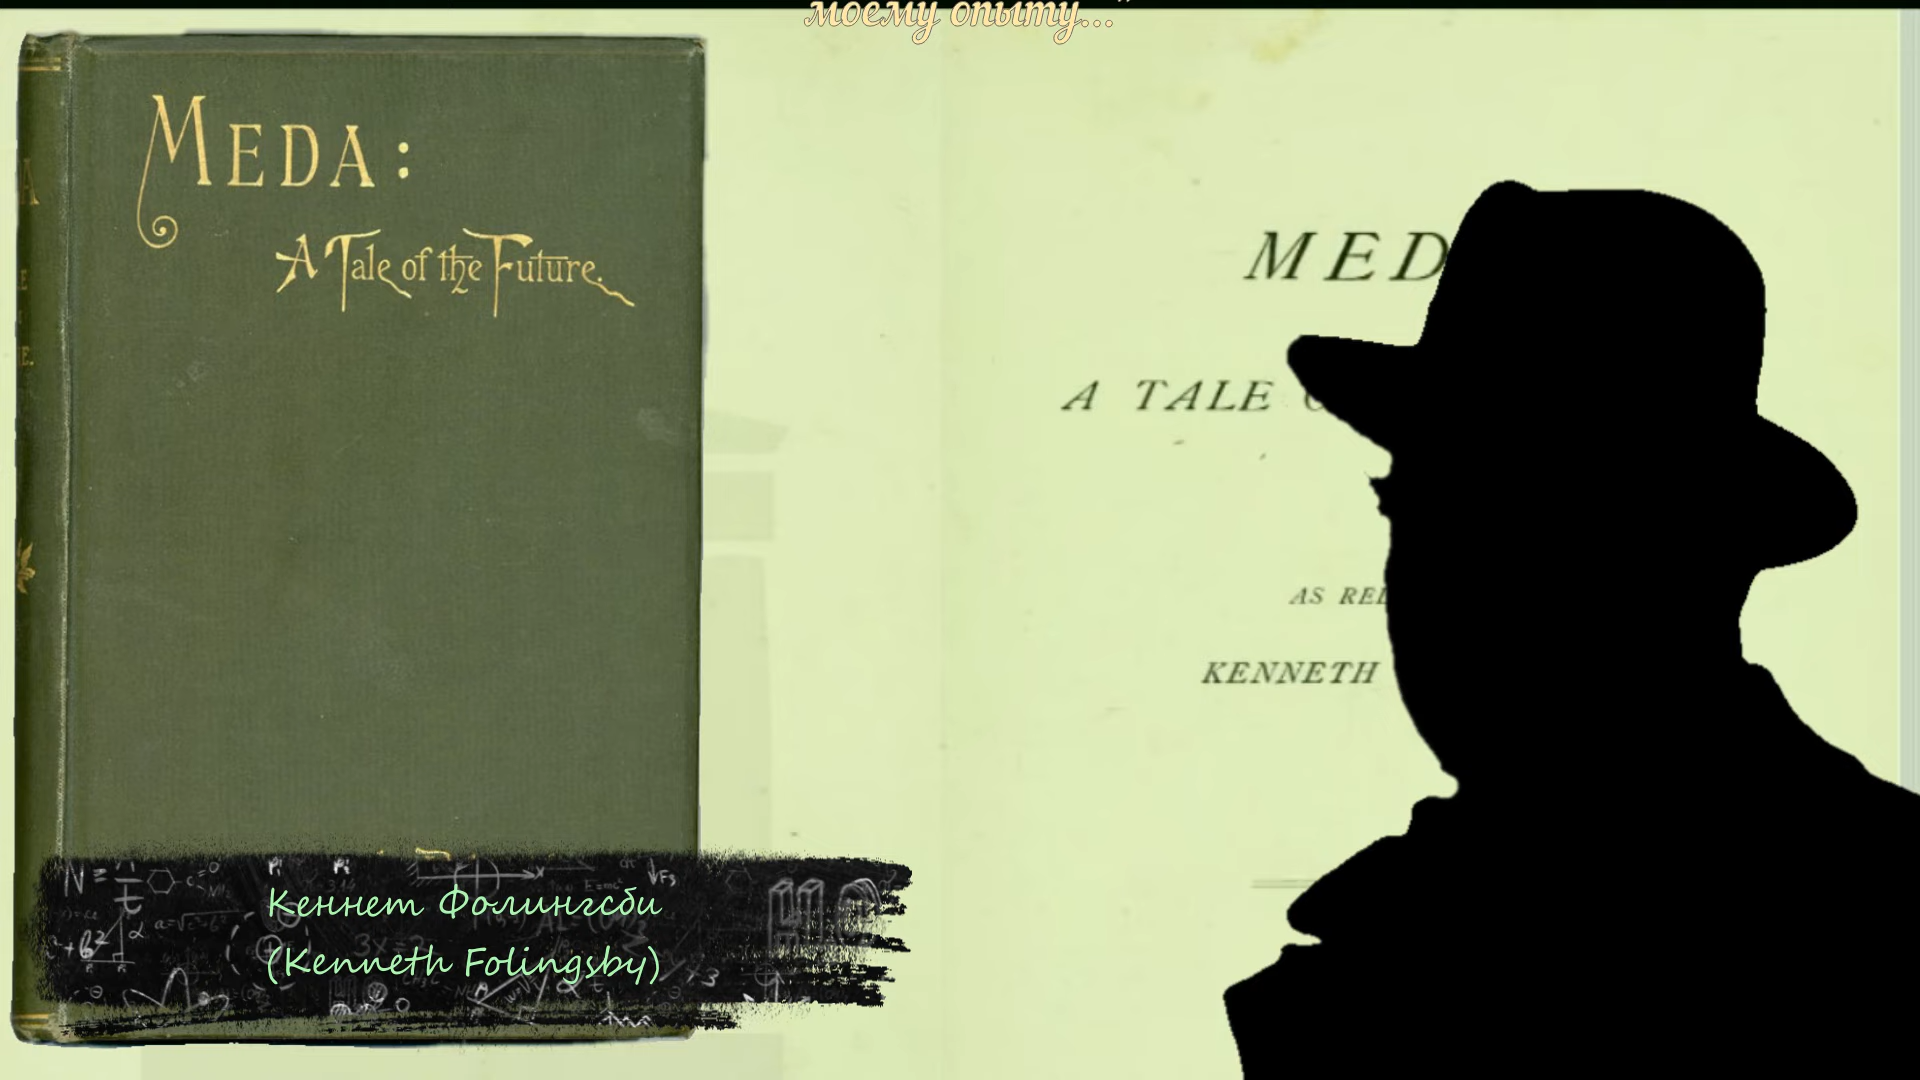 моему опыту...
MEDA:
A Tale of the Future.
MED
A TALE
AS REL
KENNETH
Кеннет Фолингсби
(Kenneth Folingsby)